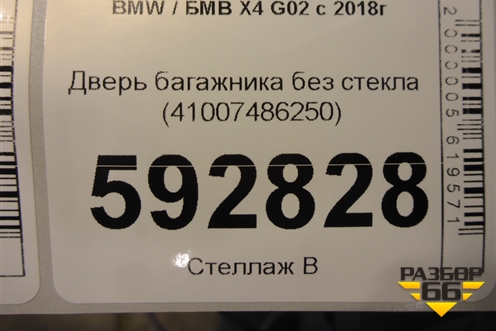 BMW / БМВ X4 G02 с 2018г
Дверь багажника без стекла
(41007486250)
592828
Стеллаж В
2000005619571
РАЗБОР
66